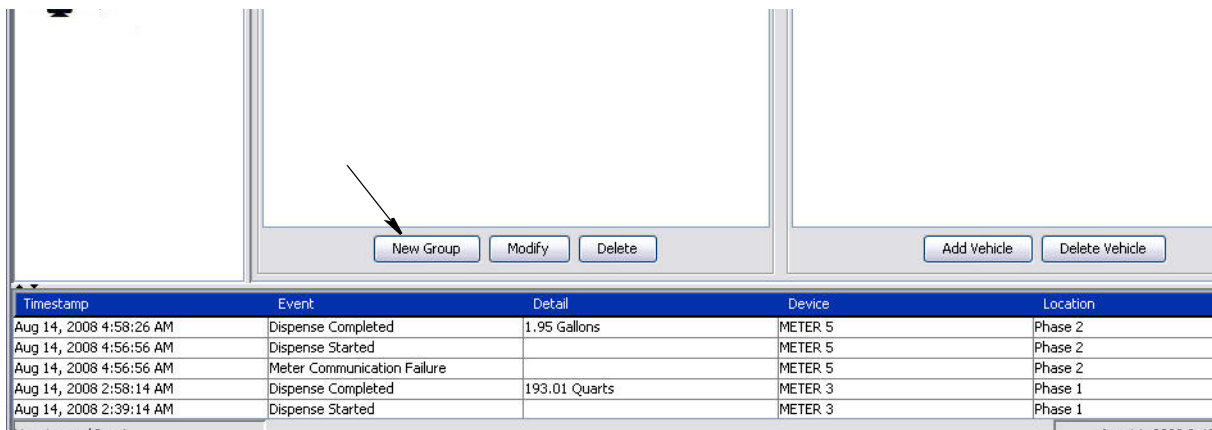 New Group Modify Delete Add Vehicle Delete Vehicle
Timestamp Event Detail Device Location
Aug 14, 2008 4:58:26 AM Dispense Completed 1.95 Gallons METER 5 Phase 2
Aug 14, 2008 4:56:56 AM Dispense Started METER 5 Phase 2
Aug 14, 2008 4:56:56 AM Meter Communication Failure METER 5 Phase 2
Aug 14, 2008 2:58:14 AM Dispense Completed 193.01 Quarts METER 3 Phase 1
Aug 14, 2008 2:39:14 AM Dispense Started METER 3 Phase 1